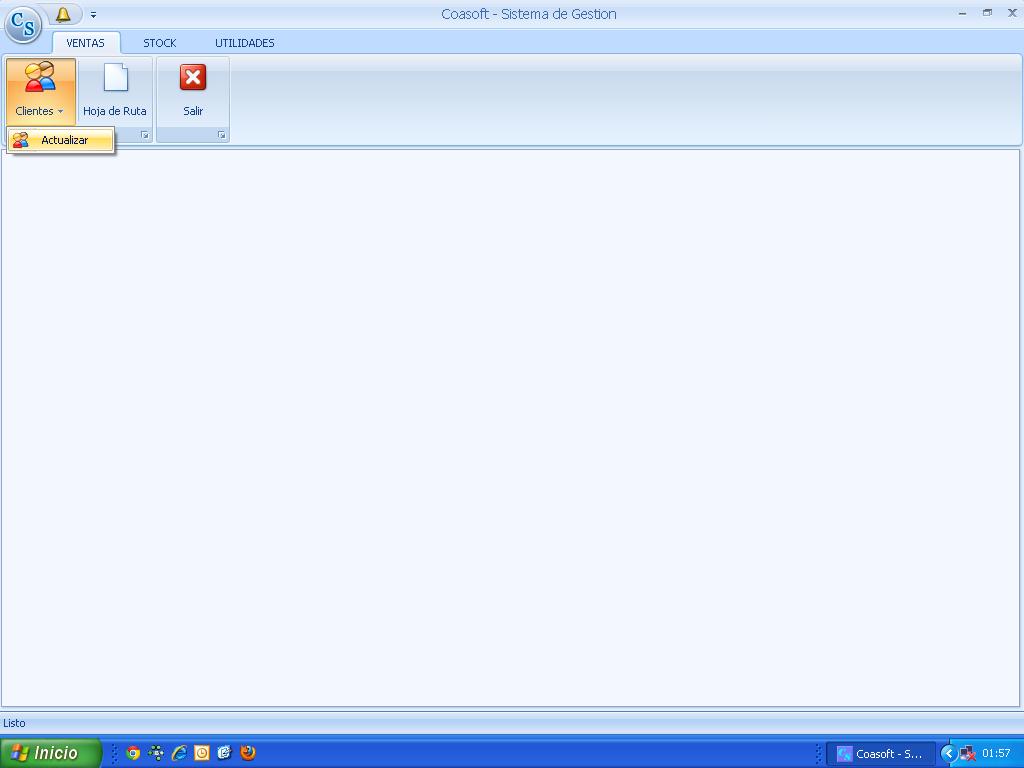 Coasoft - Sistema de Gestion
CS
VENTAS STOCK UTILIDADES
Clientes Hoja de Ruta Salir
Actualizar
Listo
Inicio Coasoft - S... 01:57